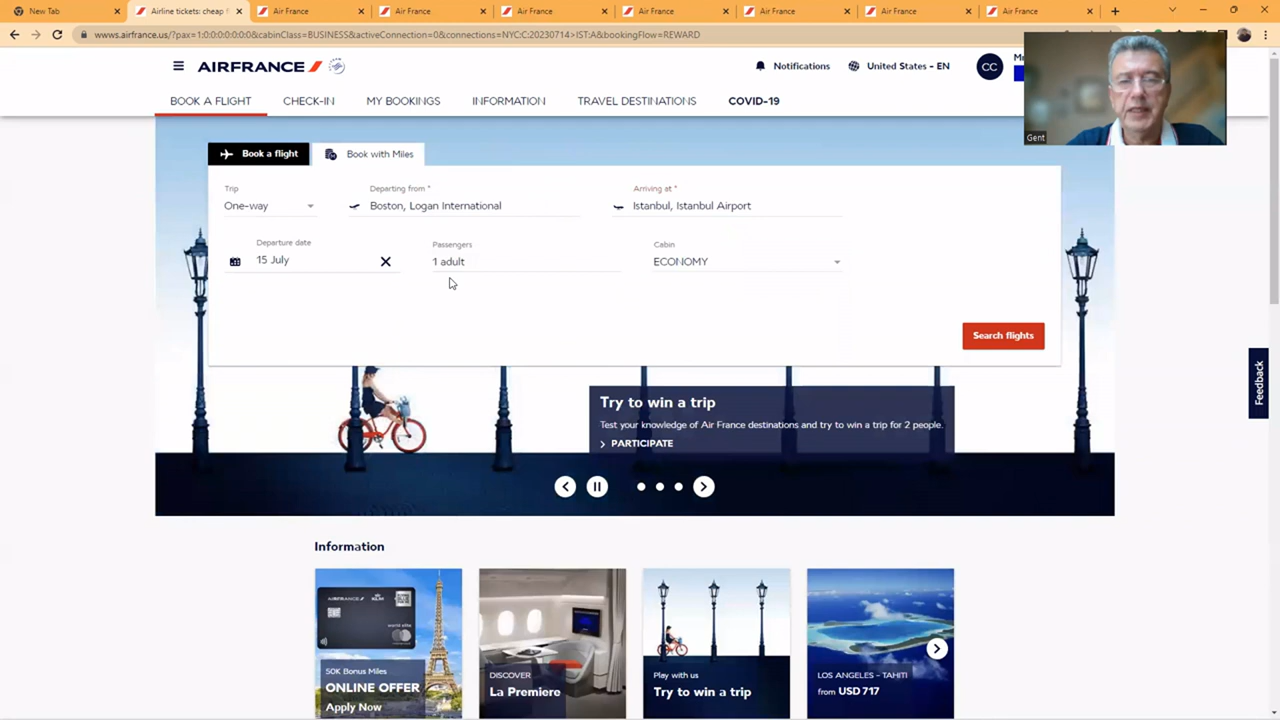 New Tab
Airline tickets: cheap
Air France
Air France
Air France
Air France
Air France
Air France
Air France
wwws.airfrance.us/?pax=1:0:0:0:0:0:0:0&cabinClass=BUSINESS&activeConnection=0&connections=NYC:C:20230714>IST:A&bookingFlow=REWARD
AIRFRANCE
Notifications
United States - EN
CC
BOOK A FLIGHT
CHECK-IN
MY BOOKINGS
INFORMATION
TRAVEL DESTINATIONS
COVID-19
Gent
Book a flight
Book with Miles
Trip
Departing from *
Arriving at *
One-way
Boston, Logan International
Istanbul, Istanbul Airport
Departure date
Passengers
Cabin
15 July
1 adult
ECONOMY
Search flights
Feedback
Try to win a trip
Test your knowledge of Air France destinations and try to win a trip for 2 people.
PARTICIPATE
Information
AIRFRANCE KLM
world elite
50K Bonus Miles
ONLINE OFFER
Apply Now
DISCOVER
La Premiere
Play with us
Try to win a trip
LOS ANGELES - TAHITI
from USD 717